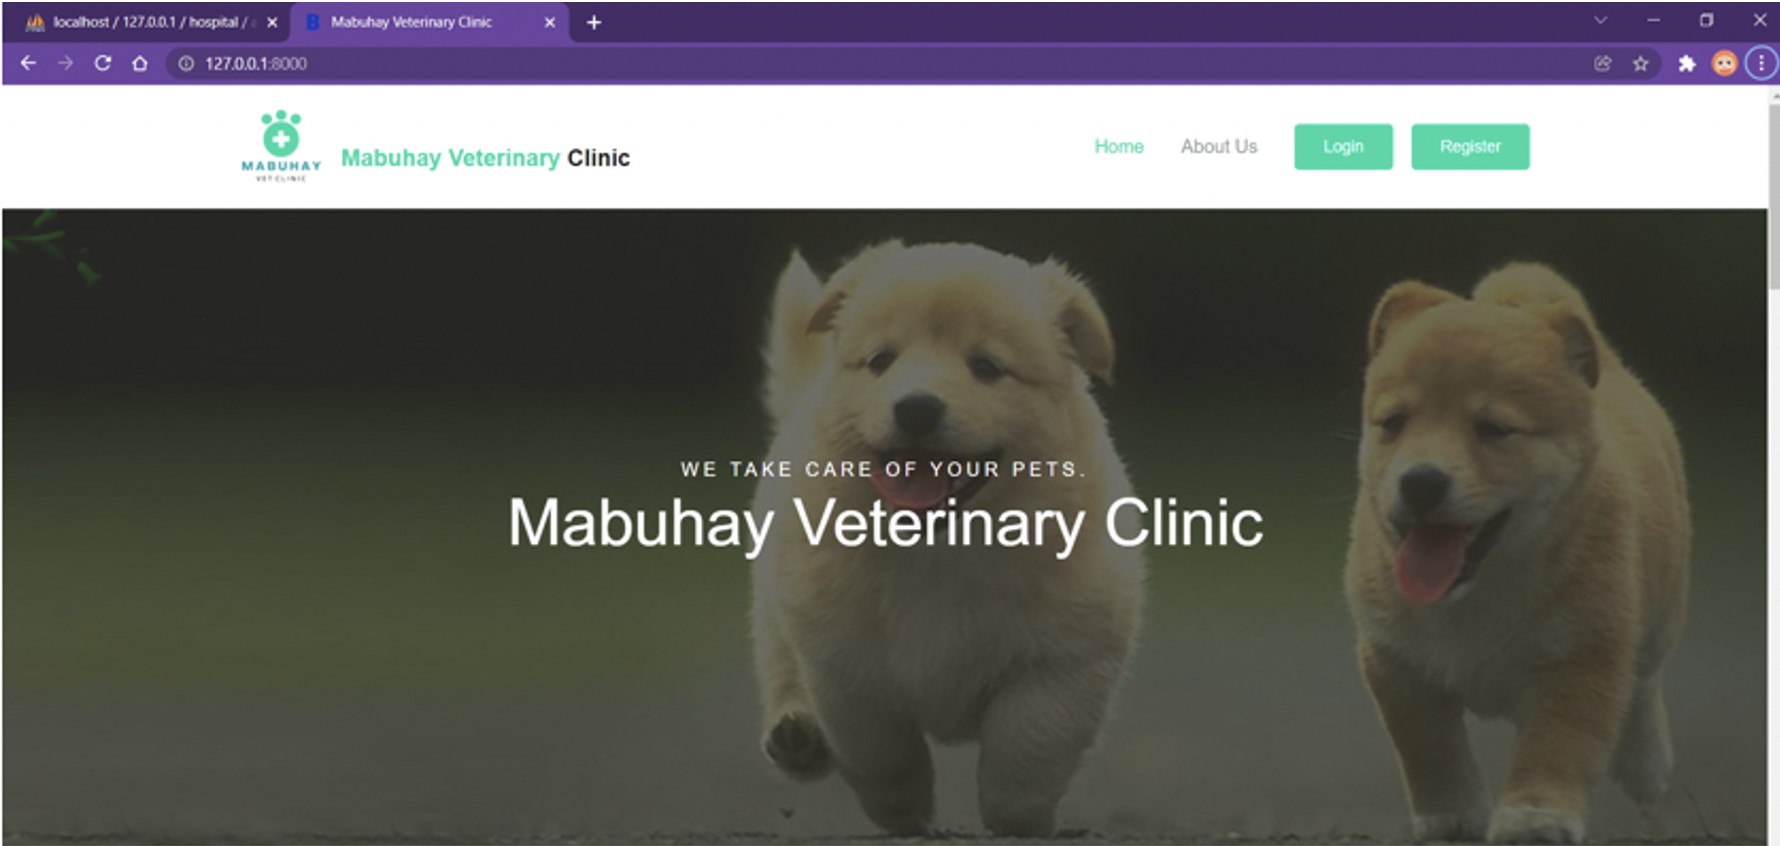 localhost / 127.0.0.1 / hospital /
Mabuhay Veterinary Clinic
127.0.0.1:8000
MABUHAY
VET CLINIC
Mabuhay Veterinary Clinic
Home
About Us
Login
Register
WE TAKE CARE OF YOUR PETS.
Mabuhay Veterinary Clinic